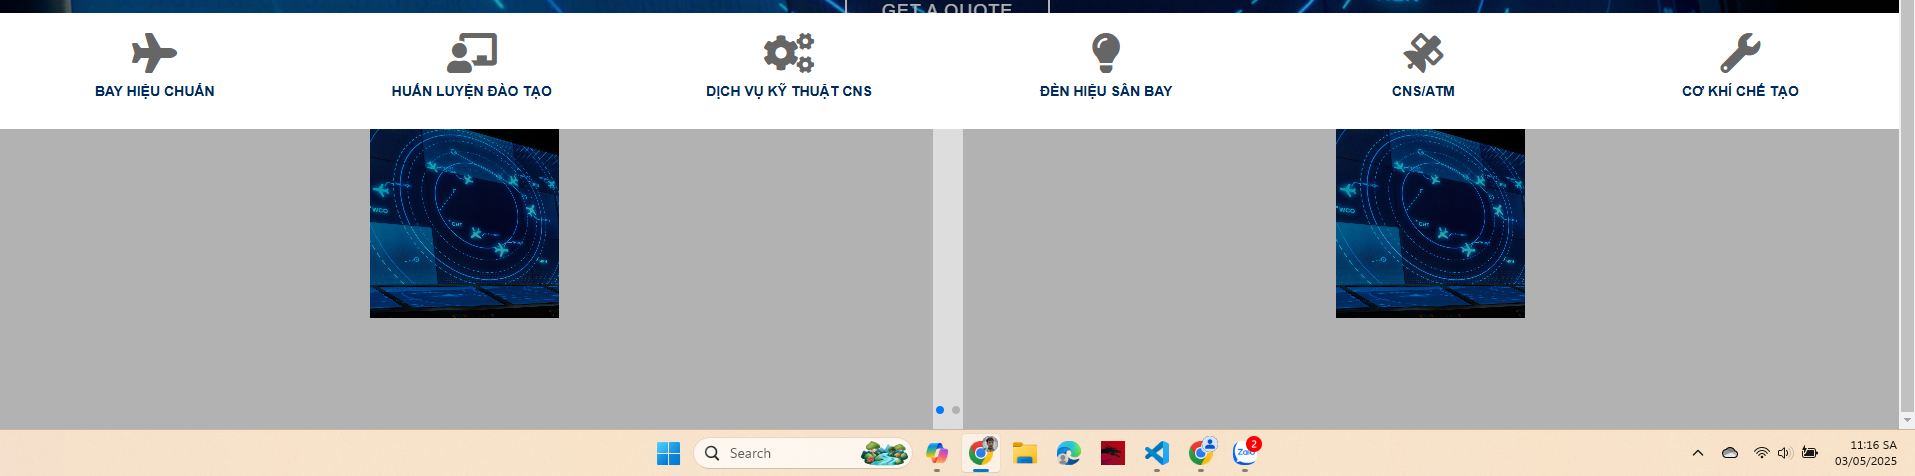 GET A QUOTE
BAY HIỆU CHUẨN
HUẤN LUYỆN ĐÀO TẠO
DỊCH VỤ KỸ THUẬT CNS
ĐÈN HIỆU SÂN BAY
CNS/ATM
CƠ KHÍ CHẾ TẠO
Search
Zalo
2
11:16 SA
03/05/2025